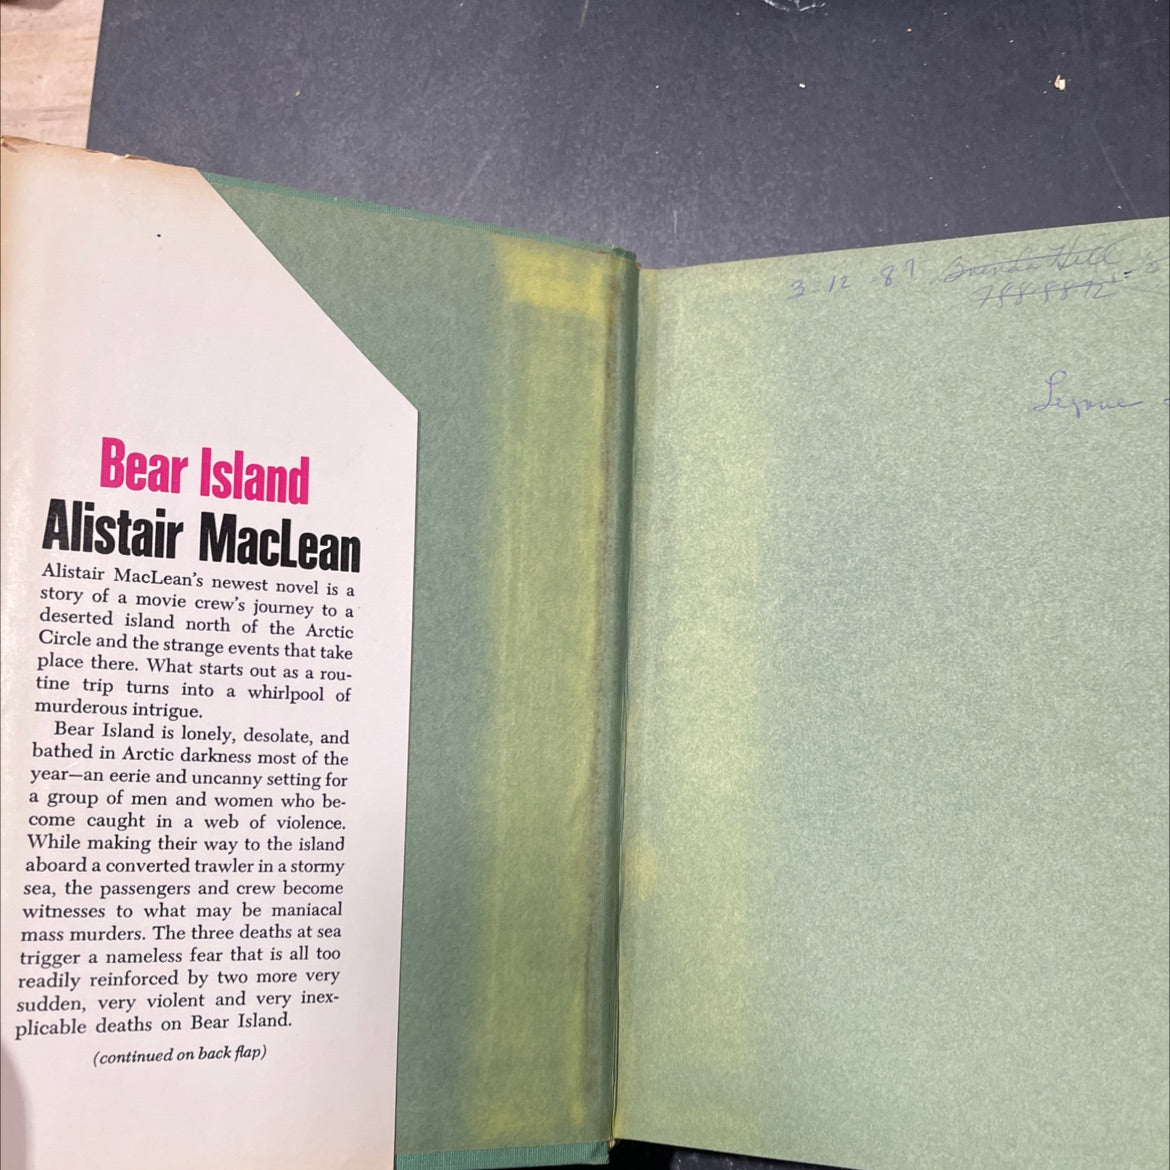 Bear Island
Alistair MacLean
Alistair MacLean's newest novel is a
story of a movie crew's journey to a
deserted island north of the Arctic
Circle and the strange events that take
place there. What starts out as a rou-
tine trip turns into a whirlpool of
murderous intrigue.
Bear Island is lonely, desolate, and
bathed in Arctic darkness most of the
year—an eerie and uncanny setting for
a group of men and women who be-
come caught in a web of violence.
While making their way to the island
aboard a converted trawler in a stormy
sea, the passengers and crew become
witnesses to what may be maniacal
mass murders. The three deaths at sea
trigger a nameless fear that is all too
readily reinforced by two more very
sudden, very violent and very inex-
plicable deaths on Bear Island.
(continued on back flap)
3-12-87 Brenda Hill